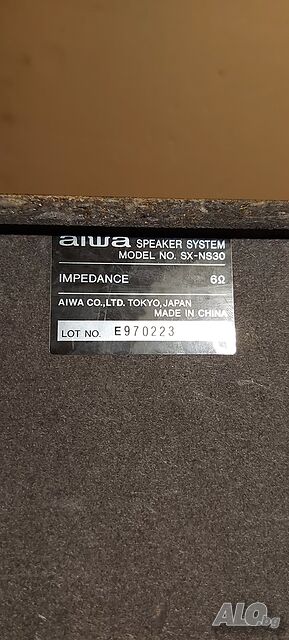 aiwa SPEAKER SYSTEM
MODEL NO. SX-NS30
IMPEDANCE 6Ω
AIWA CO.,LTD. TOKYO,JAPAN
MADE IN CHINA
LOT NO. E970223
ALO.bg